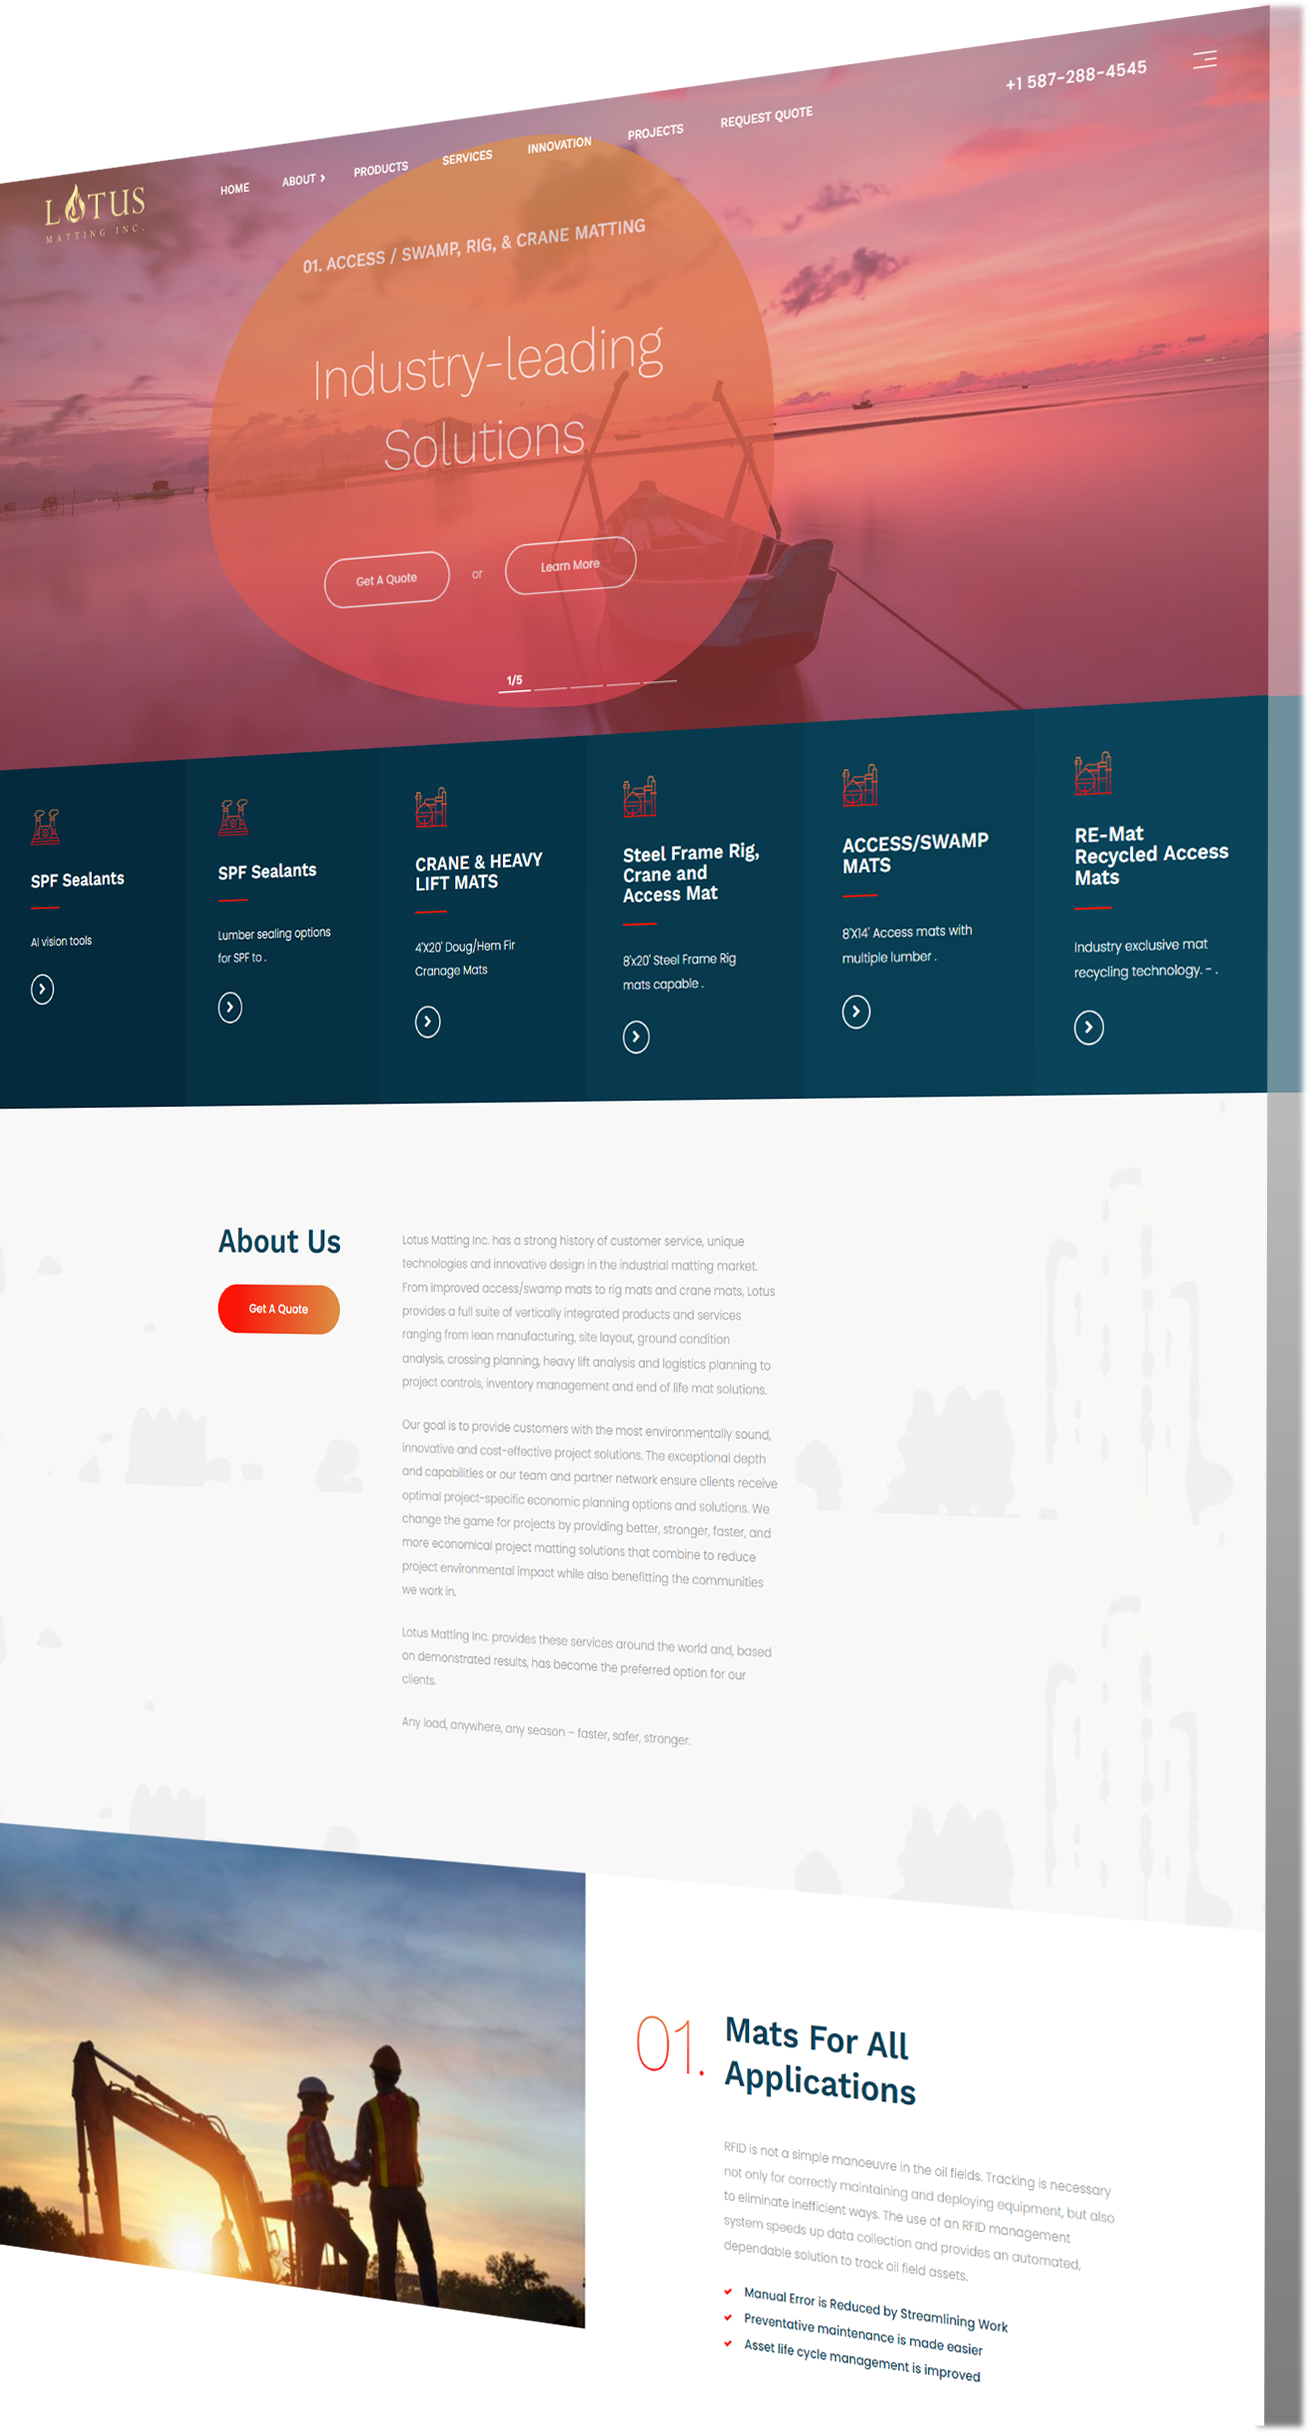 LOTUS
MATTING INC.
HOME
ABOUT
PRODUCTS
SERVICES
INNOVATION
PROJECTS
REQUEST QUOTE
+1 587-288-4545
01. ACCESS / SWAMP, RIG, & CRANE MATTING
Industry-leading
Solutions
Get A Quote
or
Learn More
1/5
SPF Sealants
AI vision tools
SPF Sealants
Lumber sealing options
for SPF to .
CRANE & HEAVY
LIFT MATS
4'X20' Doug/Hem Fir
Cranage Mats
Steel Frame Rig,
Crane and
Access Mat
8'x20' Steel Frame Rig
mats capable .
ACCESS/SWAMP
MATS
8'X14' Access mats with
multiple lumber .
RE-Mat
Recycled Access
Mats
Industry exclusive mat
recycling technology. - .
About Us
Get A Quote
Lotus Matting Inc. has a strong history of customer service, unique
technologies and innovative design in the industrial matting market.
From improved access/swamp mats to rig mats and crane mats, Lotus
provides a full suite of vertically integrated products and services
ranging from lean manufacturing, site layout, ground condition
analysis, crossing planning, heavy lift analysis and logistics planning to
project controls, inventory management and end of life mat solutions.
Our goal is to provide customers with the most environmentally sound,
innovative and cost-effective project solutions. The exceptional depth
and capabilities or our team and partner network ensure clients receive
optimal project-specific economic planning options and solutions. We
change the game for projects by providing better, stronger, faster, and
more economical project matting solutions that combine to reduce
project environmental impact while also benefitting the communities
we work in.
Lotus Matting Inc. provides these services around the world and, based
on demonstrated results, has become the preferred option for our
clients.
Any load, anywhere, any season – faster, safer, stronger.
01.
Mats For All
Applications
RFID is not a simple manoeuvre in the oil fields. Tracking is necessary
not only for correctly maintaining and deploying equipment, but also
to eliminate inefficient ways. The use of an RFID management
system speeds up data collection and provides an automated,
dependable solution to track oil field assets.
Manual Error is Reduced by Streamlining Work
Preventative maintenance is made easier
Asset life cycle management is improved